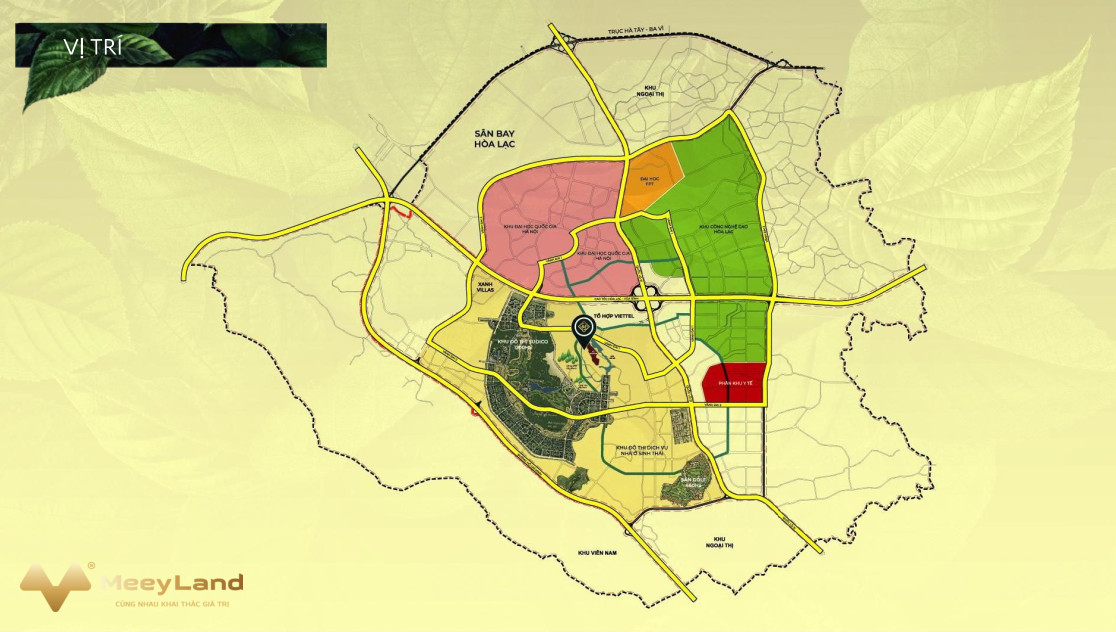 VỊ TRÍ
TRỤC HÀ TÂY - BA VÌ
KHU
NGOẠI THỊ
SÂN BAY
HÒA LẠC
ĐẠI HỌC
FPT
KHU ĐẠI HỌC QUỐC GIA
HÀ NỘI
KHU CÔNG NGHỆ CAO
HÒA LẠC
KHU ĐẠI HỌC QUỐC GIA
HÀ NỘI
XANH
VILLAS
TỔ HỢP VIETTEL
KHU ĐÔ THỊ SUDICO
PHÂN KHU Y TẾ
KHU ĐÔ THỊ DỊCH VỤ
NHÀ Ở SINH THÁI
SÂN GOLF
KHU VIÊN NAM
KHU
NGOẠI THỊ
MeeyLand ®
CÙNG NHAU KHAI THÁC GIÁ TRỊ